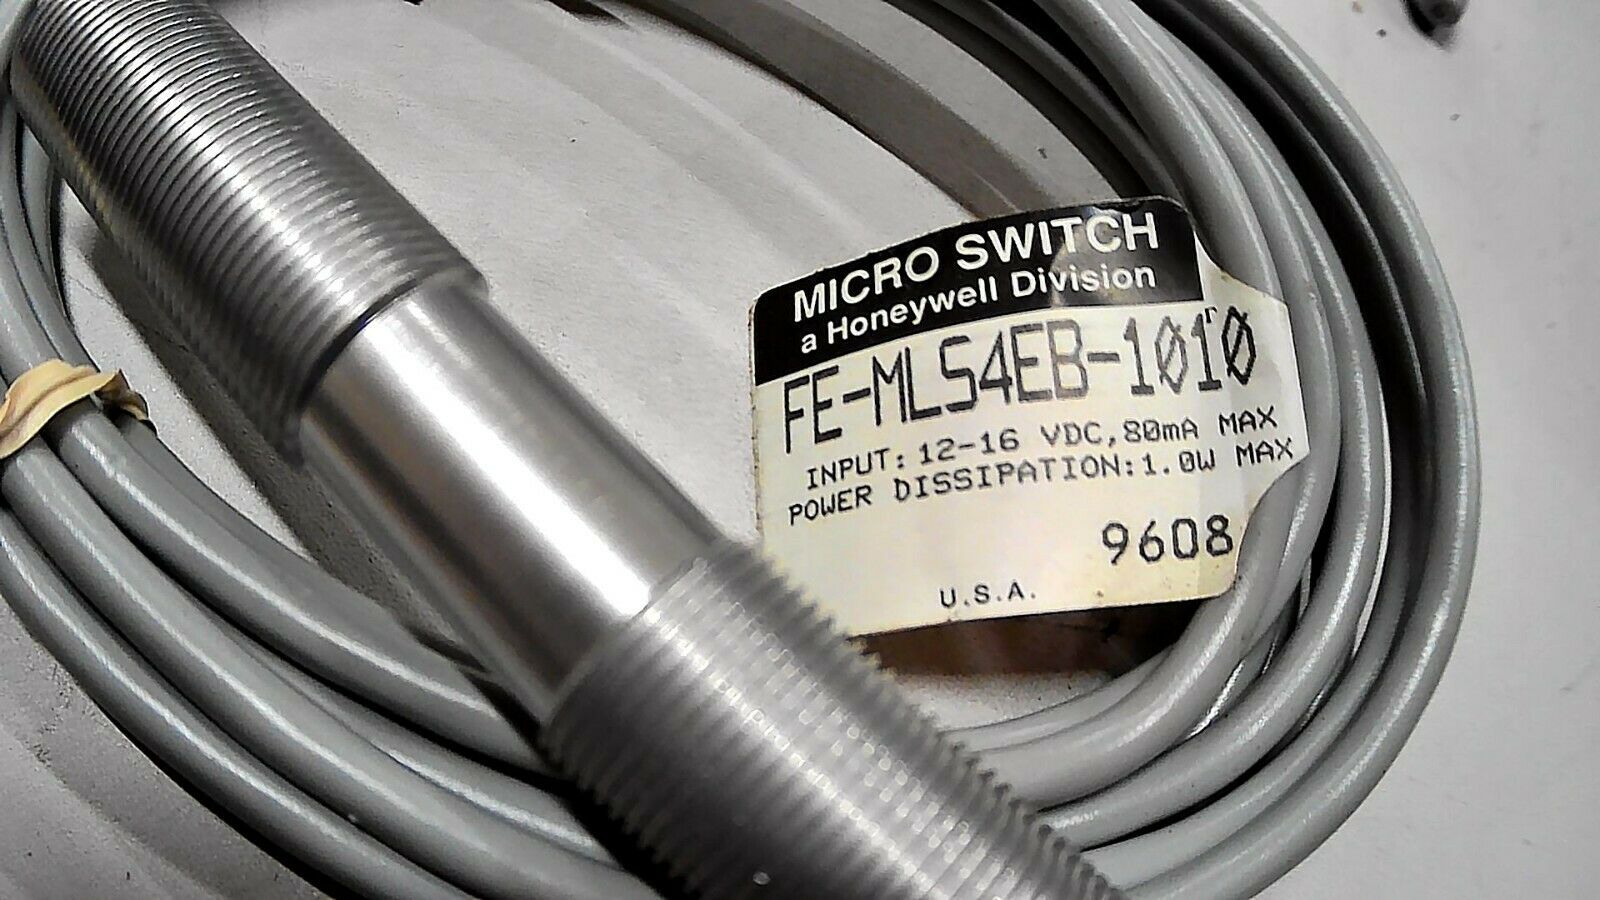 MICRO SWITCH
a Honeywell Division
FE-MLS4EB-1010
INPUT: 12-16 VDC, 80mA MAX
POWER DISSIPATION: 1.0W MAX
9608
U.S.A.